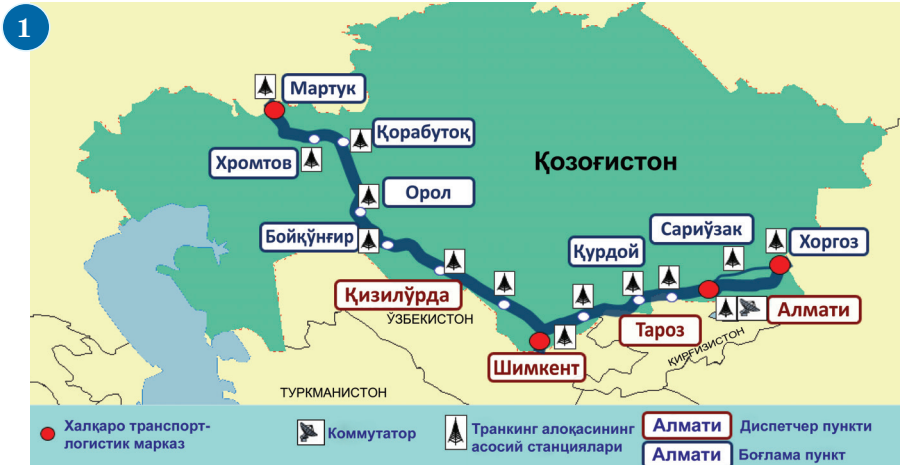 1
Мартук
Қорабутоқ
Хромтов
Қозоғистон
Орол
Сариўзак
Бойқўнғир
Қурдой
Хоргоз
Қизилўрда
ЎЗБЕКИСТОН
Тароз
Алмати
ҚИРҒИЗИСТОН
Шимкент
ТУРКМАНИСТОН
Халқаро транспорт-
логистик марказ
Коммутатор
Транкинг алоқасининг
асосий станциялари
Алмати Диспетчер пункти
Алмати Боғлама пункт